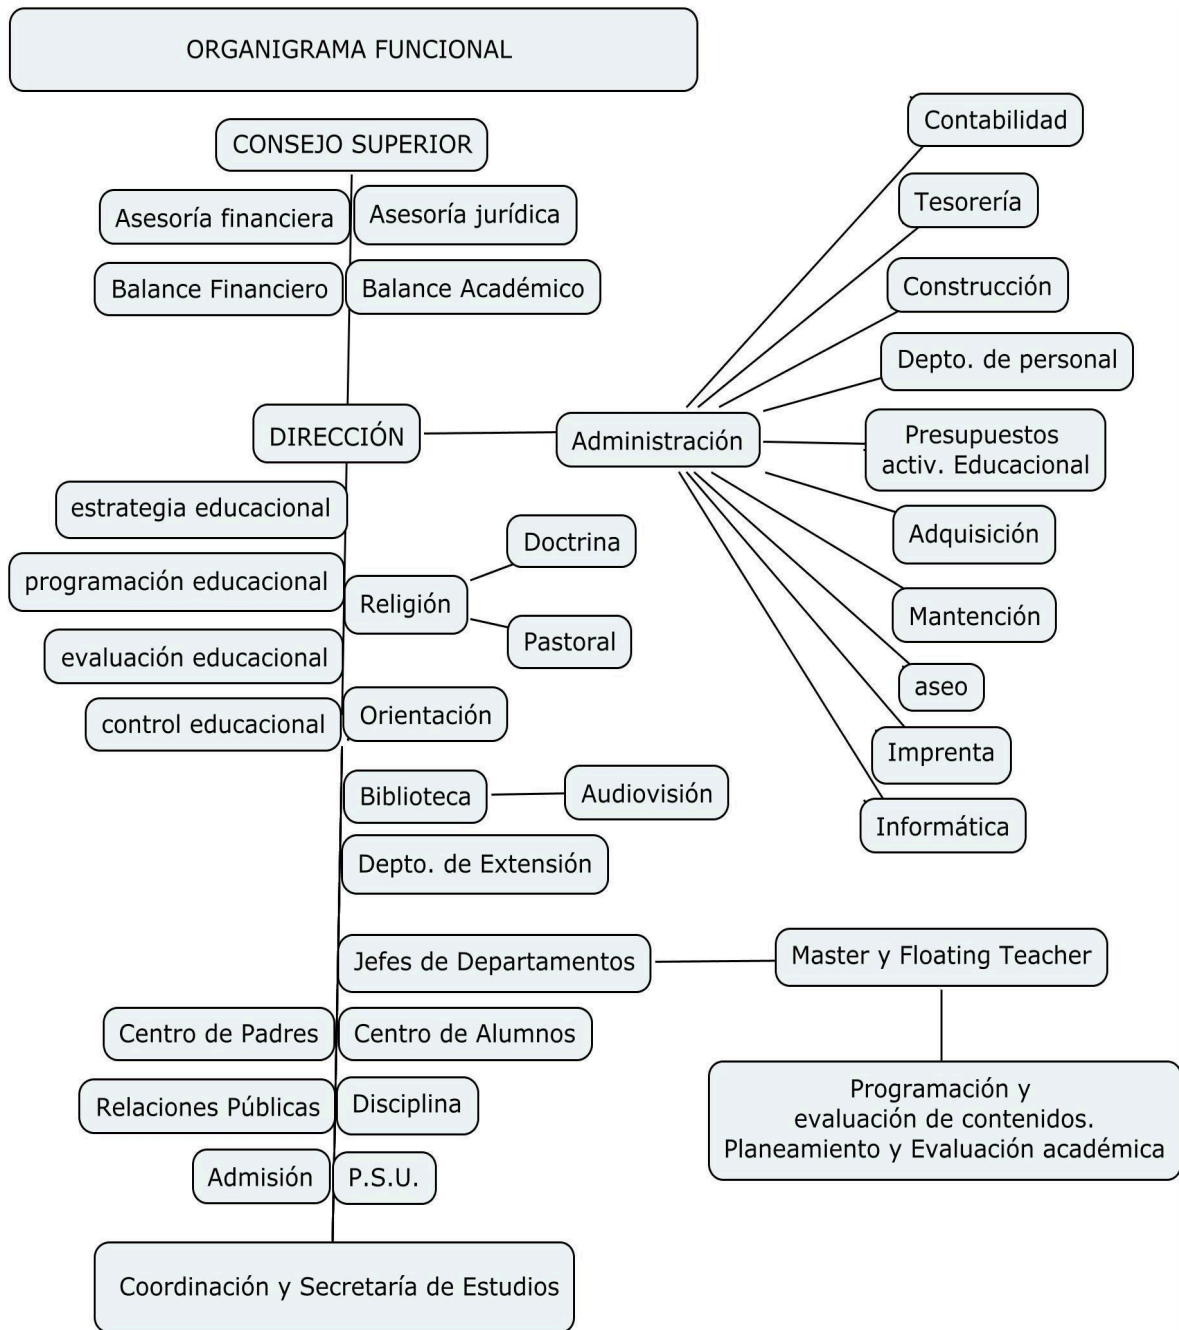 ORGANIGRAMA FUNCIONAL
CONSEJO SUPERIOR
Asesoría financiera
Asesoría jurídica
Balance Financiero
Balance Académico
DIRECCIÓN
Administración
Contabilidad
Tesorería
Construcción
Depto. de personal
Presupuestos
activ. Educacional
Adquisición
Mantención
aseo
Imprenta
Informática
estrategia educacional
programación educacional
evaluación educacional
control educacional
Religión
Doctrina
Pastoral
Orientación
Biblioteca
Audiovisión
Depto. de Extensión
Jefes de Departamentos
Master y Floating Teacher
Programación y
evaluación de contenidos.
Planeamiento y Evaluación académica
Centro de Padres
Centro de Alumnos
Relaciones Públicas
Disciplina
Admisión
P.S.U.
Coordinación y Secretaría de Estudios